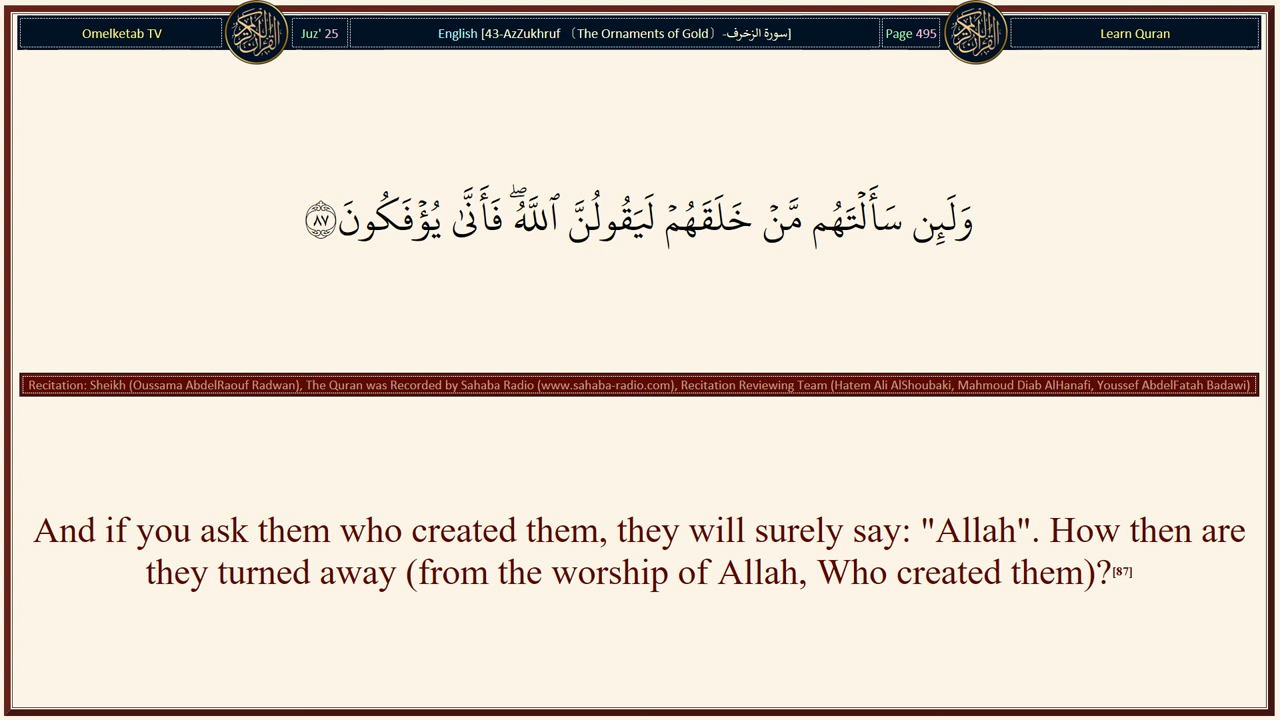 Omelketab TV
Juz' 25
English [43-AzZukhruf 〔The Ornaments of Gold〕 -سورة الزخرف]
Page 495
Learn Quran
وَلَئِن سَأَلۡتَهُم مَّنۡ خَلَقَهُمۡ لَيَقُولُنَّ ٱللَّهُۖ فَأَنَّىٰ يُؤۡفَكُونَ ٨٧
Recitation: Sheikh (Oussama AbdelRaouf Radwan), The Quran was Recorded by Sahaba Radio (www.sahaba-radio.com), Recitation Reviewing Team (Hatem Ali AlShoubaki, Mahmoud Diab AlHanafi, Youssef AbdelFatah Badawi)
And if you ask them who created them, they will surely say: "Allah". How then are
they turned away (from the worship of Allah, Who created them)?[87]